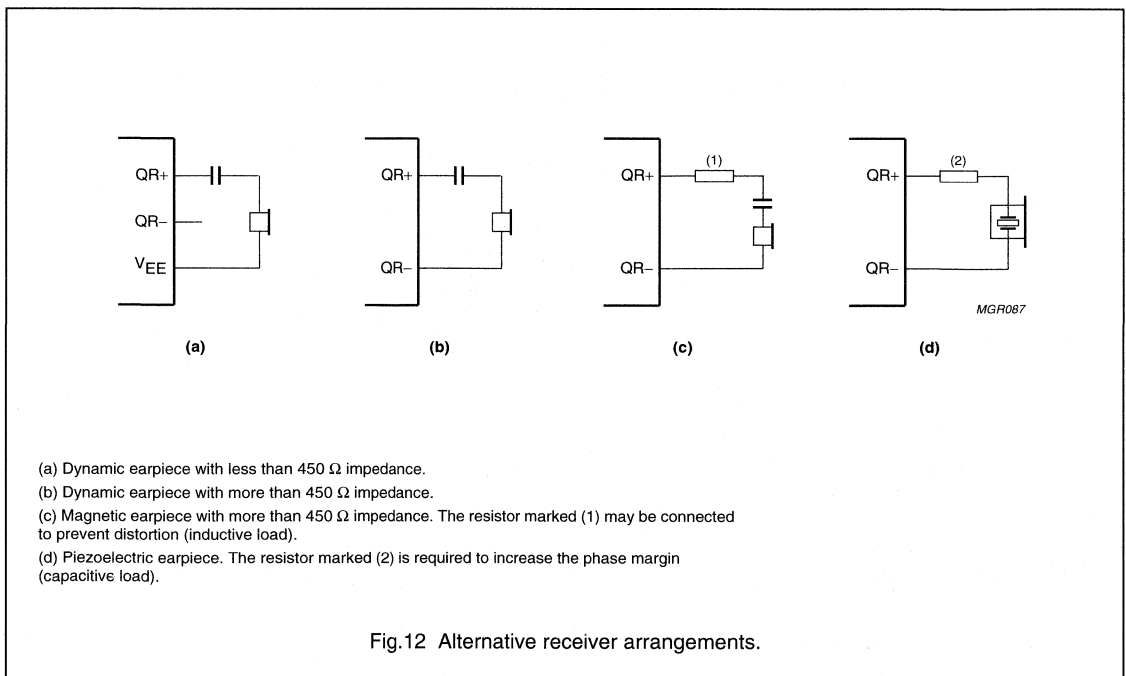 QR+
QR−
VEE
(a)
QR+
QR−
(b)
(1)
QR+
QR−
(c)
(2)
QR+
QR−
MGR087
(d)
(a) Dynamic earpiece with less than 450 Ω impedance.
(b) Dynamic earpiece with more than 450 Ω impedance.
(c) Magnetic earpiece with more than 450 Ω impedance. The resistor marked (1) may be connected
to prevent distortion (inductive load).
(d) Piezoelectric earpiece. The resistor marked (2) is required to increase the phase margin
(capacitive load).
Fig.12 Alternative receiver arrangements.